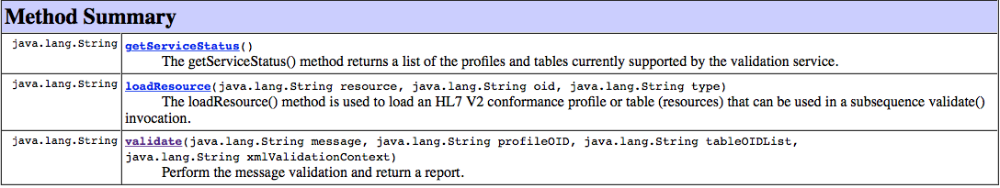 Method Summary
java.lang.String getServiceStatus()
The getServiceStatus() method returns a list of the profiles and tables currently supported by the validation service.
java.lang.String loadResource(java.lang.String resource, java.lang.String oid, java.lang.String type)
The loadResource() method is used to load an HL7 V2 conformance profile or table (resources) that can be used in a subsequence validate()
invocation.
java.lang.String validate(java.lang.String message, java.lang.String profileOID, java.lang.String tableOIDList,
java.lang.String xmlValidationContext)
Perform the message validation and return a report.